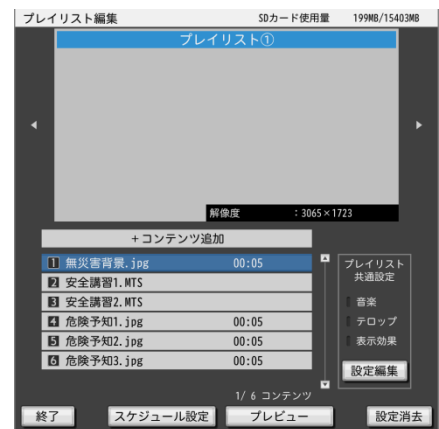 プレイリスト編集 SDカード使用量 199MB/15403MB
プレイリスト①
解像度 : 3065×1723
+コンテンツ追加
1 無災害背景.jpg 00:05
2 安全講習1.MTS
3 安全講習2.MTS
4 危険予知1.jpg 00:05
5 危険予知2.jpg 00:05
6 危険予知3.jpg 00:05
1/ 6 コンテンツ
プレイリスト
共通設定
音楽
テロップ
表示効果
設定編集
終了 スケジュール設定 プレビュー 設定消去